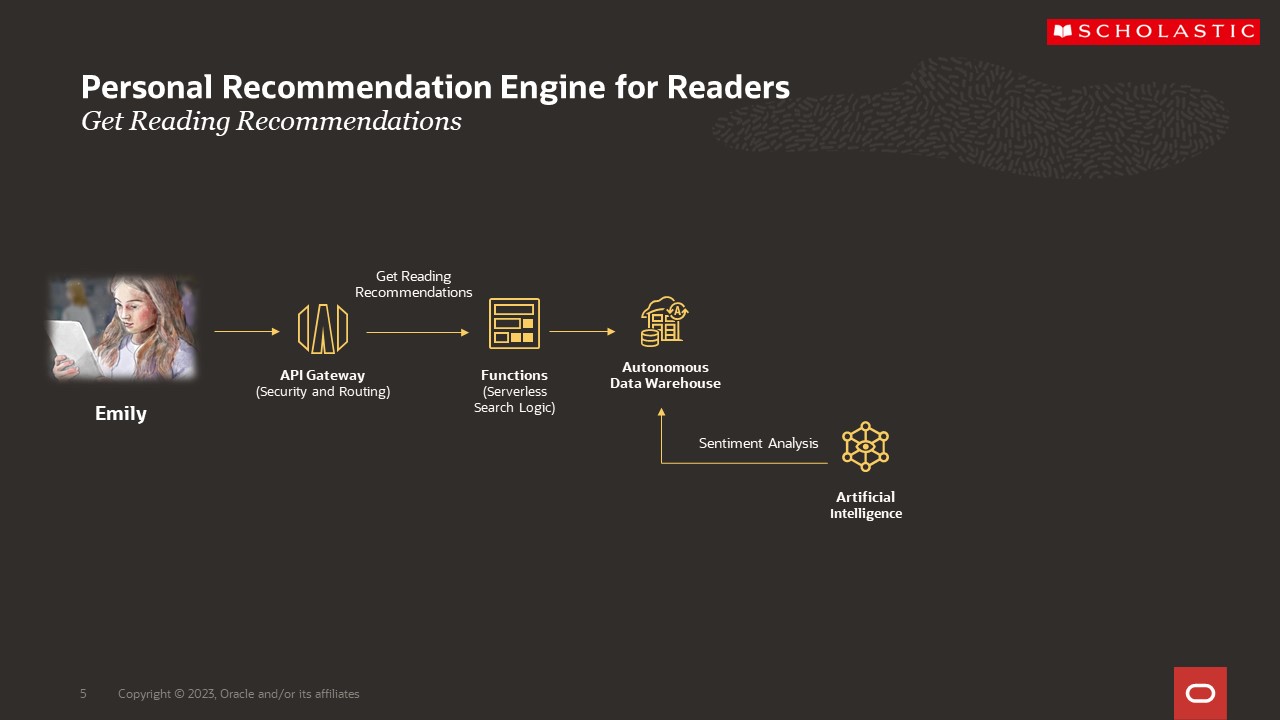 SCHOLASTIC
Personal Recommendation Engine for Readers
Get Reading Recommendations
Emily
API Gateway
(Security and Routing)
Get Reading
Recommendations
Functions
(Serverless
Search Logic)
Autonomous
Data Warehouse
A
Sentiment Analysis
Artificial
Intelligence
5
Copyright © 2023, Oracle and/or its affiliates